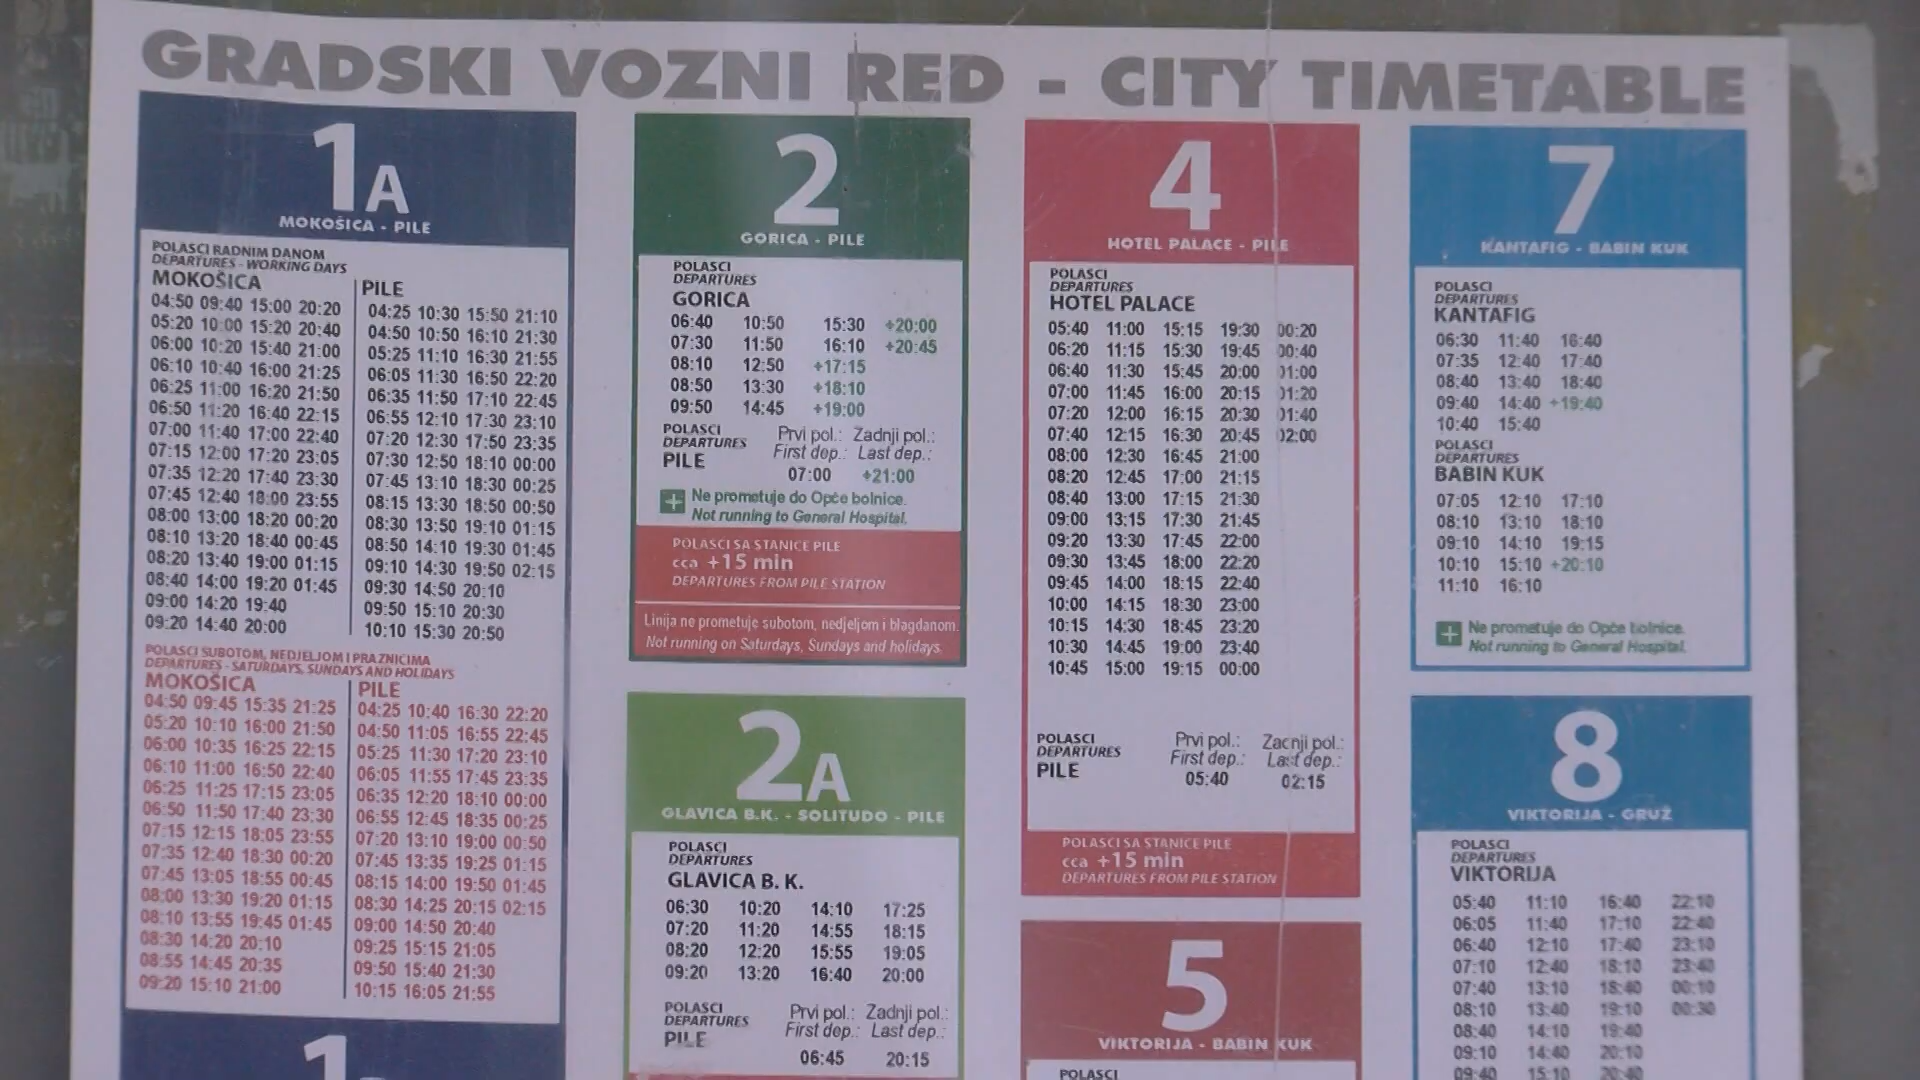 GRADSKI VOZNI RED - CITY TIMETABLE
1A
MOKOŠICA - PILE
POLASCI RADNIM DANOM
DEPARTURES - WORKING DAYS
MOKOŠICA
04:50 09:40 15:00 20:20
05:20 10:00 15:20 20:40
06:00 10:20 15:40 21:00
06:10 10:40 16:00 21:25
06:25 11:00 16:20 21:50
06:50 11:20 16:40 22:15
07:00 11:40 17:00 22:40
07:15 12:00 17:20 23:05
07:35 12:20 17:40 23:30
07:45 12:40 18:00 23:55
08:00 13:00 18:20 00:20
08:10 13:20 18:40 00:45
08:20 13:40 19:00 01:15
08:40 14:00 19:20 01:45
09:00 14:20 19:40
09:20 14:40 20:00
PILE
04:25 10:30 15:50 21:10
04:50 10:50 16:10 21:30
05:25 11:10 16:30 21:55
06:05 11:30 16:50 22:20
06:35 11:50 17:10 22:45
06:55 12:10 17:30 23:10
07:20 12:30 17:50 23:35
07:30 12:50 18:10 00:00
07:45 13:10 18:30 00:25
08:15 13:30 18:50 00:50
08:30 13:50 19:10 01:15
08:50 14:10 19:30 01:45
09:10 14:30 19:50 02:15
09:30 14:50 20:10
09:50 15:10 20:30
10:10 15:30 20:50
POLASCI SUBOTOM, NEDJELJOM I PRAZNICIMA
DEPARTURES - SATURDAYS, SUNDAYS AND HOLIDAYS
MOKOŠICA
04:50 09:45 15:35 21:25
05:20 10:10 16:00 21:50
06:00 10:35 16:25 22:15
06:10 11:00 16:50 22:40
06:25 11:25 17:15 23:05
06:50 11:50 17:40 23:30
07:15 12:15 18:05 23:55
07:35 12:40 18:30 00:20
07:45 13:05 18:55 00:45
08:00 13:30 19:20 01:15
08:10 13:55 19:45 01:45
08:30 14:20 20:10
08:55 14:45 20:35
09:20 15:10 21:00
PILE
04:25 10:40 16:30 22:20
04:50 11:05 16:55 22:45
05:25 11:30 17:20 23:10
06:05 11:55 17:45 23:35
06:35 12:20 18:10 00:00
06:55 12:45 18:35 00:25
07:20 13:10 19:00 00:50
07:45 13:35 19:25 01:15
08:15 14:00 19:50 01:45
08:30 14:25 20:15 02:15
09:00 14:50 20:40
09:25 15:15 21:05
09:50 15:40 21:30
10:15 16:05 21:55
2
GORICA - PILE
POLASCI
DEPARTURES
GORICA
06:40 10:50 15:30 +20:00
07:30 11:50 16:10 +20:45
08:10 12:50 +17:15
08:50 13:30 +18:10
09:50 14:45 +19:00
POLASCI
DEPARTURES
PILE
Prvi pol.: Zadnji pol.:
First dep.: Last dep.:
07:00 +21:00
+ Ne prometuje do Opće bolnice.
Not running to General Hospital.
POLASCI SA STANICE PILE
cca +15 min
DEPARTURES FROM PILE STATION
Linija ne prometuje subotom, nedjeljom i blagdanom.
Not running on Saturdays, Sundays and holidays.
2A
GLAVICA B.K. - SOLITUDO - PILE
POLASCI
DEPARTURES
GLAVICA B. K.
06:30 10:20 14:10 17:25
07:20 11:20 14:55 18:15
08:20 12:20 15:55 19:05
09:20 13:20 16:40 20:00
POLASCI
DEPARTURES
PILE
Prvi pol.: Zadnji pol.:
First dep.: Last dep.:
06:45 20:15
4
HOTEL PALACE - PILE
POLASCI
DEPARTURES
HOTEL PALACE
05:40 11:00 15:15 19:30 00:20
06:20 11:15 15:30 19:45 00:40
06:40 11:30 15:45 20:00 01:00
07:00 11:45 16:00 20:15 01:20
07:20 12:00 16:15 20:30 01:40
07:40 12:15 16:30 20:45 02:00
08:00 12:30 16:45 21:00
08:20 12:45 17:00 21:15
08:40 13:00 17:15 21:30
09:00 13:15 17:30 21:45
09:20 13:30 17:45 22:00
09:30 13:45 18:00 22:20
09:45 14:00 18:15 22:40
10:00 14:15 18:30 23:00
10:15 14:30 18:45 23:20
10:30 14:45 19:00 23:40
10:45 15:00 19:15 00:00
POLASCI
DEPARTURES
PILE
Prvi pol.: Zadnji pol.:
First dep.: Last dep.:
05:40 02:15
POLASCI SA STANICE PILE
cca +15 min
DEPARTURES FROM PILE STATION
5
VIKTORIJA - BABIN KUK
POLASCI
7
KANTAFIG - BABIN KUK
POLASCI
DEPARTURES
KANTAFIG
06:30 11:40 16:40
07:35 12:40 17:40
08:40 13:40 18:40
09:40 14:40 +19:40
10:40 15:40
POLASCI
DEPARTURES
BABIN KUK
07:05 12:10 17:10
08:10 13:10 18:10
09:10 14:10 19:15
10:10 15:10 +20:10
11:10 16:10
+ Ne prometuje do Opće bolnice.
Not running to General Hospital.
8
VIKTORIJA - GRUŽ
POLASCI
DEPARTURES
VIKTORIJA
05:40 11:10 16:40 22:10
06:05 11:40 17:10 22:40
06:40 12:10 17:40 23:10
07:10 12:40 18:10 23:40
07:40 13:10 18:40 00:10
08:10 13:40 19:10 00:30
08:40 14:10 19:40
09:10 14:40 20:10
09:40 15:10 20:40